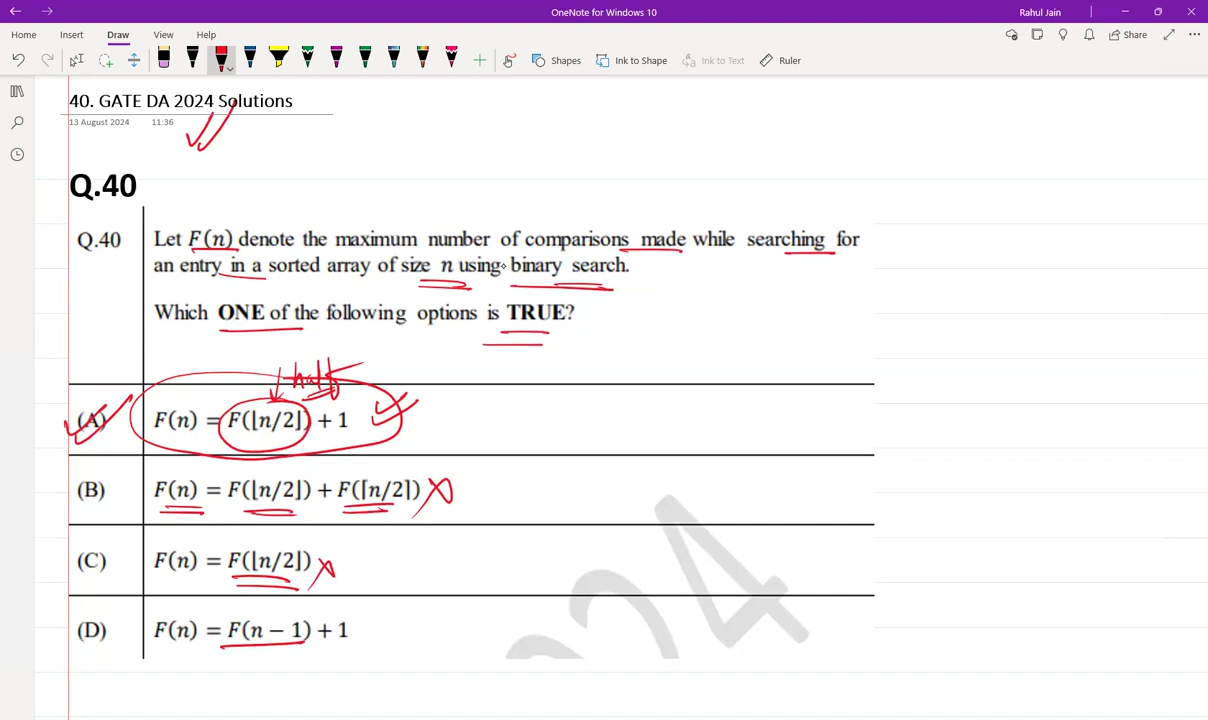 OneNote for Windows 10
Rahul Jain
Home Insert Draw View Help
Share
Shapes Ink to Shape Ink to Text Ruler
40. GATE DA 2024 Solutions
13 August 2024 11:36
Q.40
Q.40 Let F(n) denote the maximum number of comparisons made while searching for
an entry in a sorted array of size n using binary search.
Which ONE of the following options is TRUE?
half
(A) F(n) = F(⌊n/2⌋) + 1
(B) F(n) = F(⌊n/2⌋) + F(⌈n/2⌉)
(C) F(n) = F(⌊n/2⌋)
(D) F(n) = F(n − 1) + 1
024